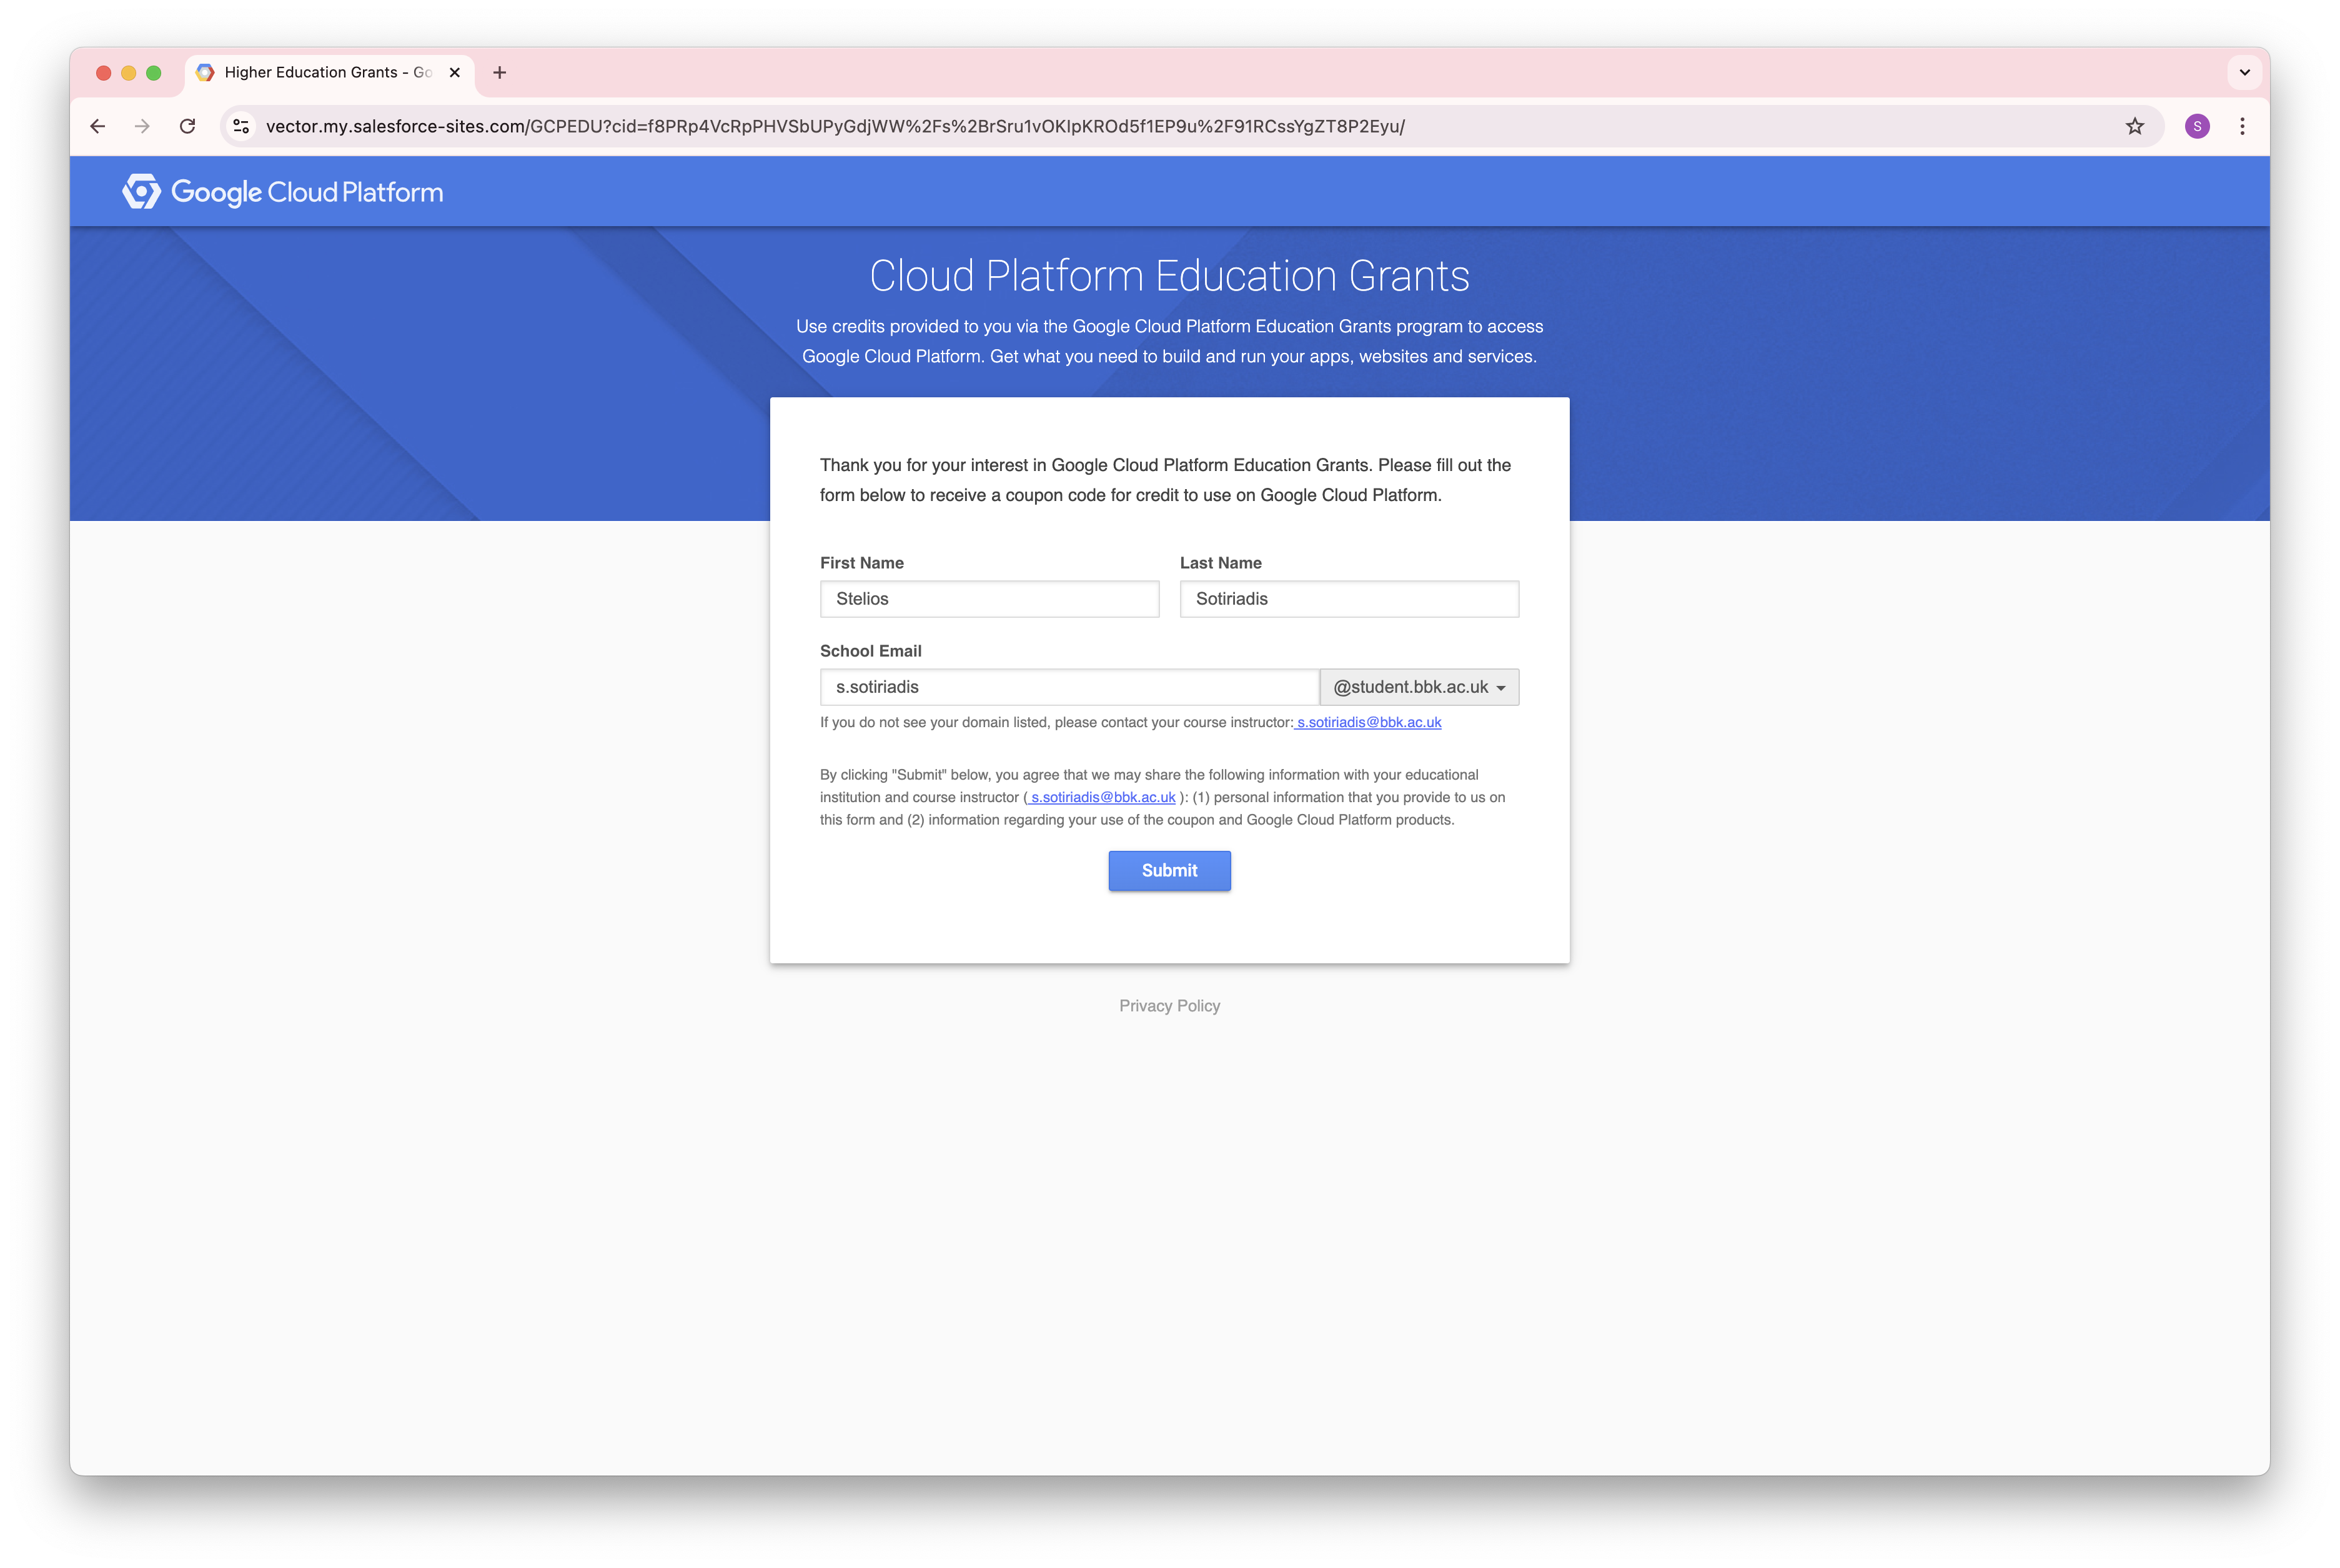 Higher Education Grants - Go
vector.my.salesforce-sites.com/GCPEDU?cid=f8PRp4VcRpPHVSbUPyGdjWW%2Fs%2BrSru1vOKIpKROd5f1EP9u%2F91RCssYgZT8P2Eyu/
S
Google Cloud Platform
Cloud Platform Education Grants
Use credits provided to you via the Google Cloud Platform Education Grants program to access
Google Cloud Platform. Get what you need to build and run your apps, websites and services.
Thank you for your interest in Google Cloud Platform Education Grants. Please fill out the
form below to receive a coupon code for credit to use on Google Cloud Platform.
First Name Last Name
Stelios Sotiriadis
School Email
s.sotiriadis @student.bbk.ac.uk
If you do not see your domain listed, please contact your course instructor: s.sotiriadis@bbk.ac.uk
By clicking "Submit" below, you agree that we may share the following information with your educational
institution and course instructor ( s.sotiriadis@bbk.ac.uk ): (1) personal information that you provide to us on
this form and (2) information regarding your use of the coupon and Google Cloud Platform products.
Submit
Privacy Policy